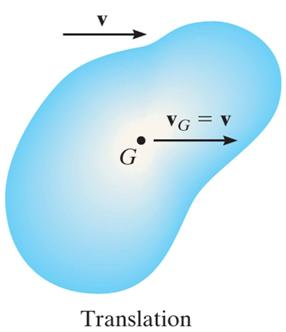 v
v_G = v
G
Translation